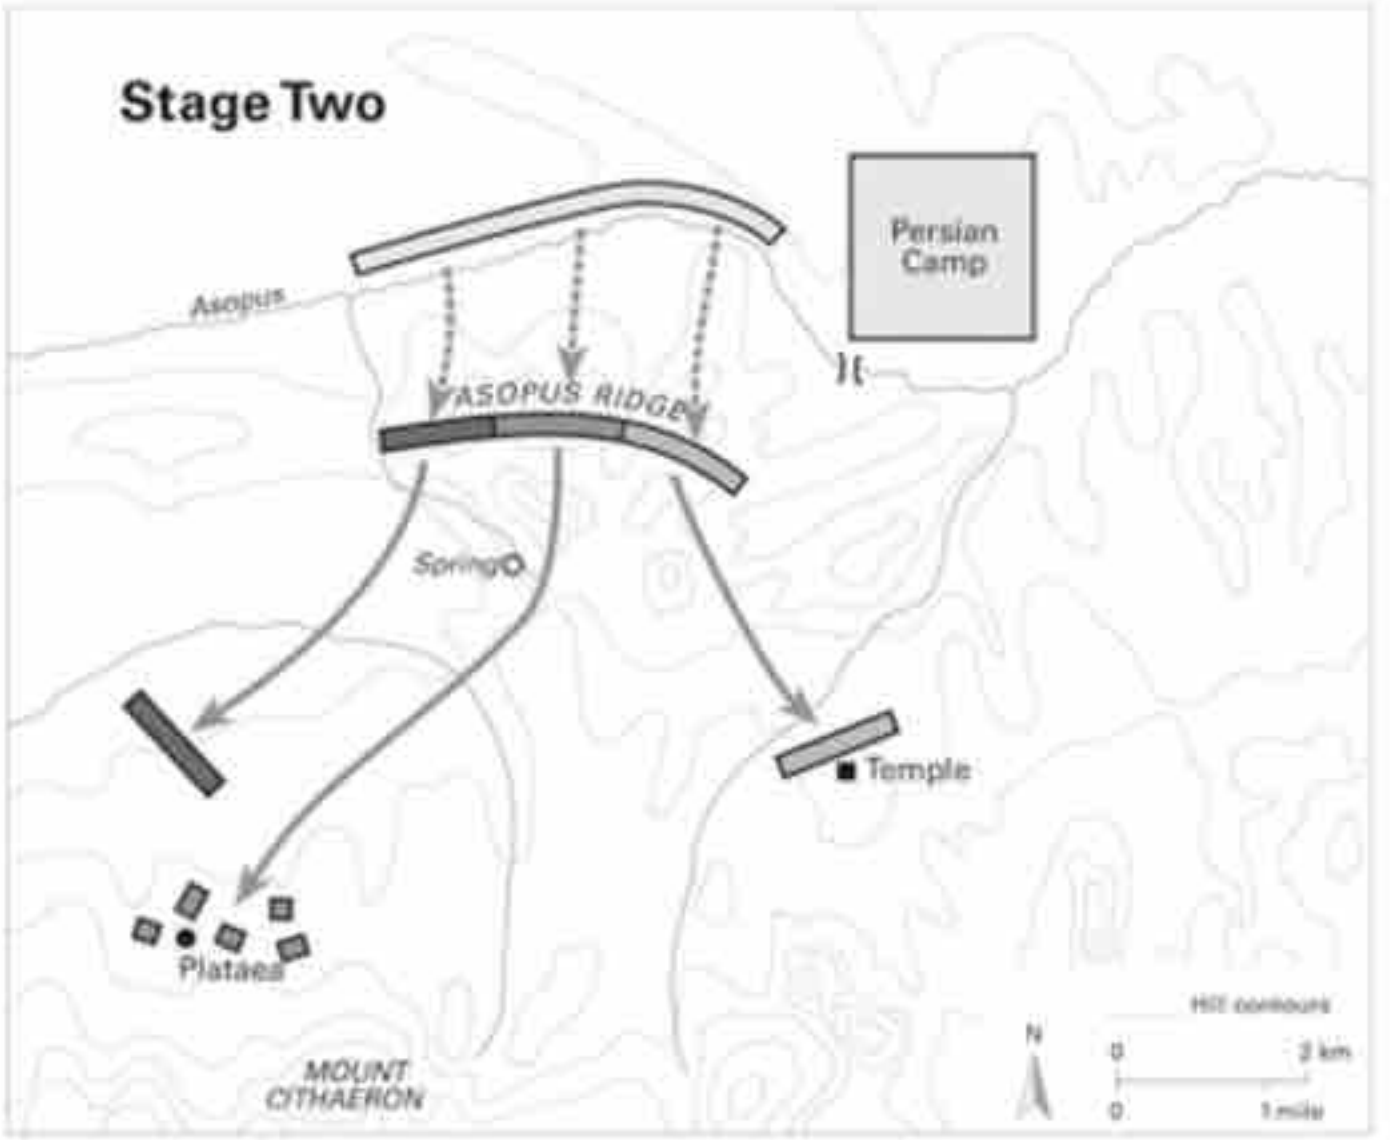 Stage Two
Persian
Camp
Asopus
ASOPUS RIDGE
Spring
Temple
Plataea
Hill contours
N
0 2 km
0 1 mile
MOUNT
CITHAERON